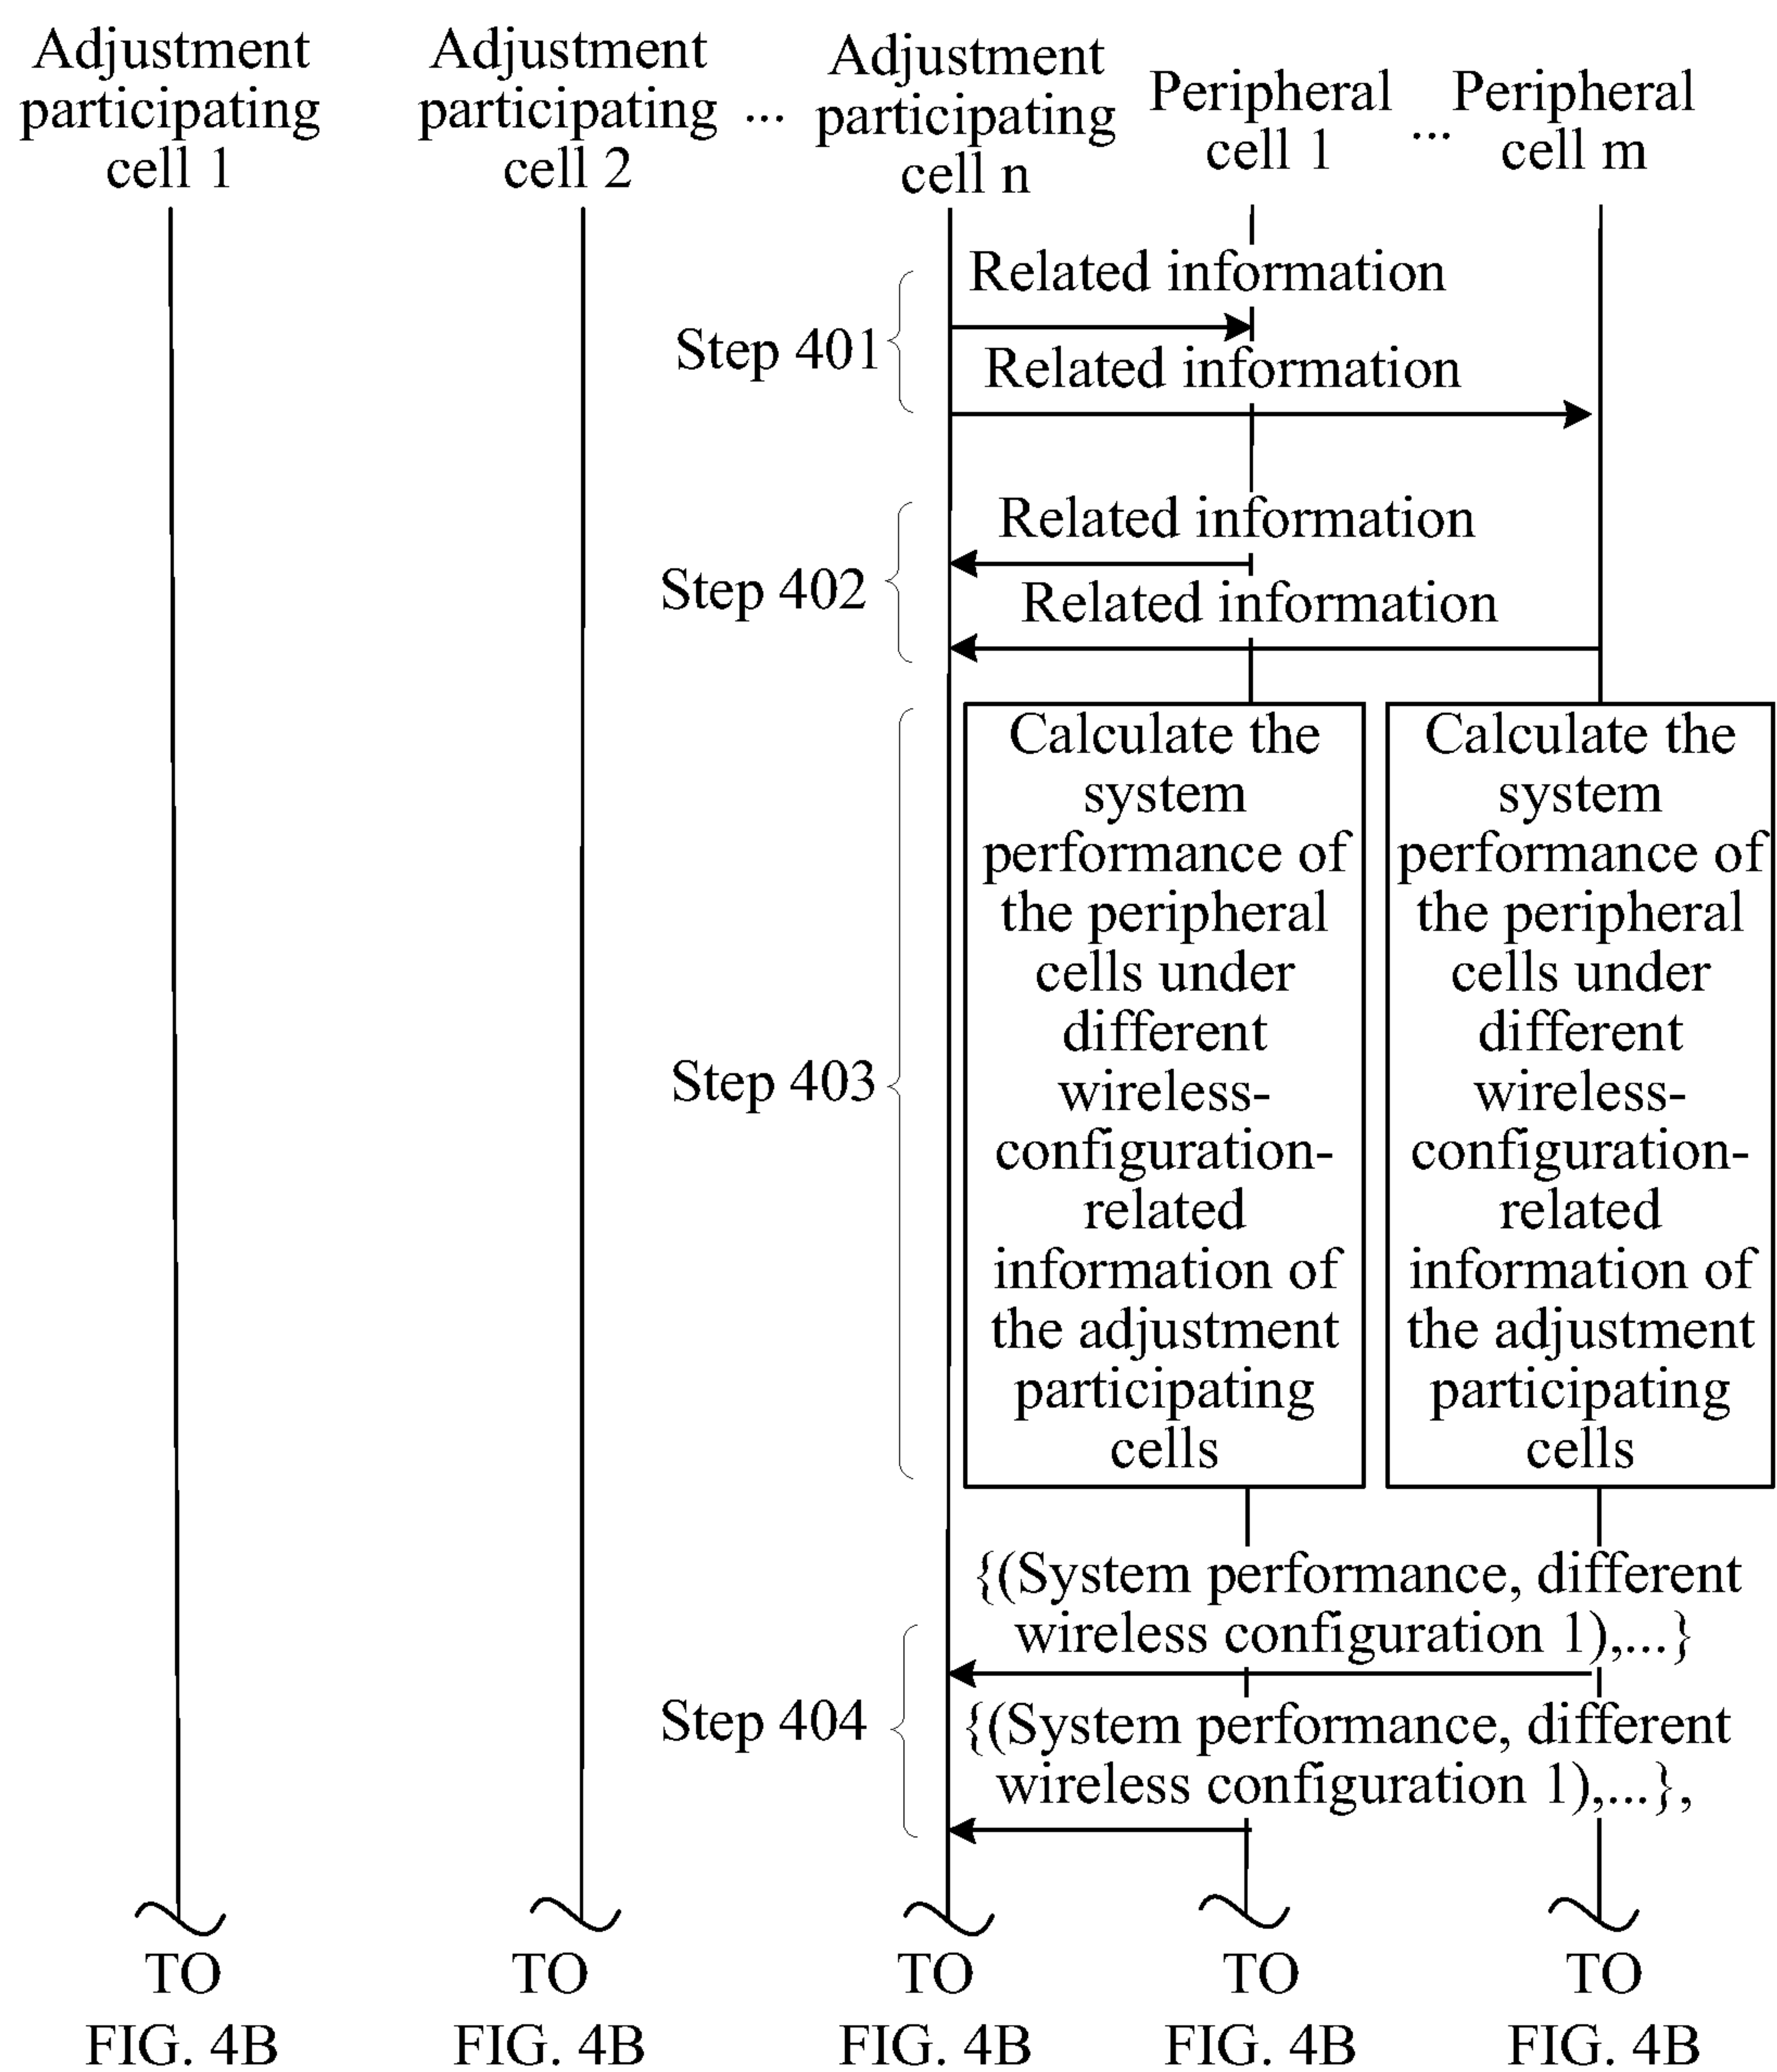 Adjustment
participating
cell 1
Adjustment
participating
cell 2
...
Adjustment
participating
cell n
Peripheral
cell 1
...
Peripheral
cell m
Step 401
Related information
Related information
Step 402
Related information
Related information
Step 403
Calculate the
system
performance of
the peripheral
cells under
different
wireless-
configuration-
related
information of
the adjustment
participating
cells
Calculate the
system
performance of
the peripheral
cells under
different
wireless-
configuration-
related
information of
the adjustment
participating
cells
Step 404
{(System performance, different
wireless configuration 1),...}
{(System performance, different
wireless configuration 1),...},
TO
FIG. 4B
TO
FIG. 4B
TO
FIG. 4B
TO
FIG. 4B
TO
FIG. 4B